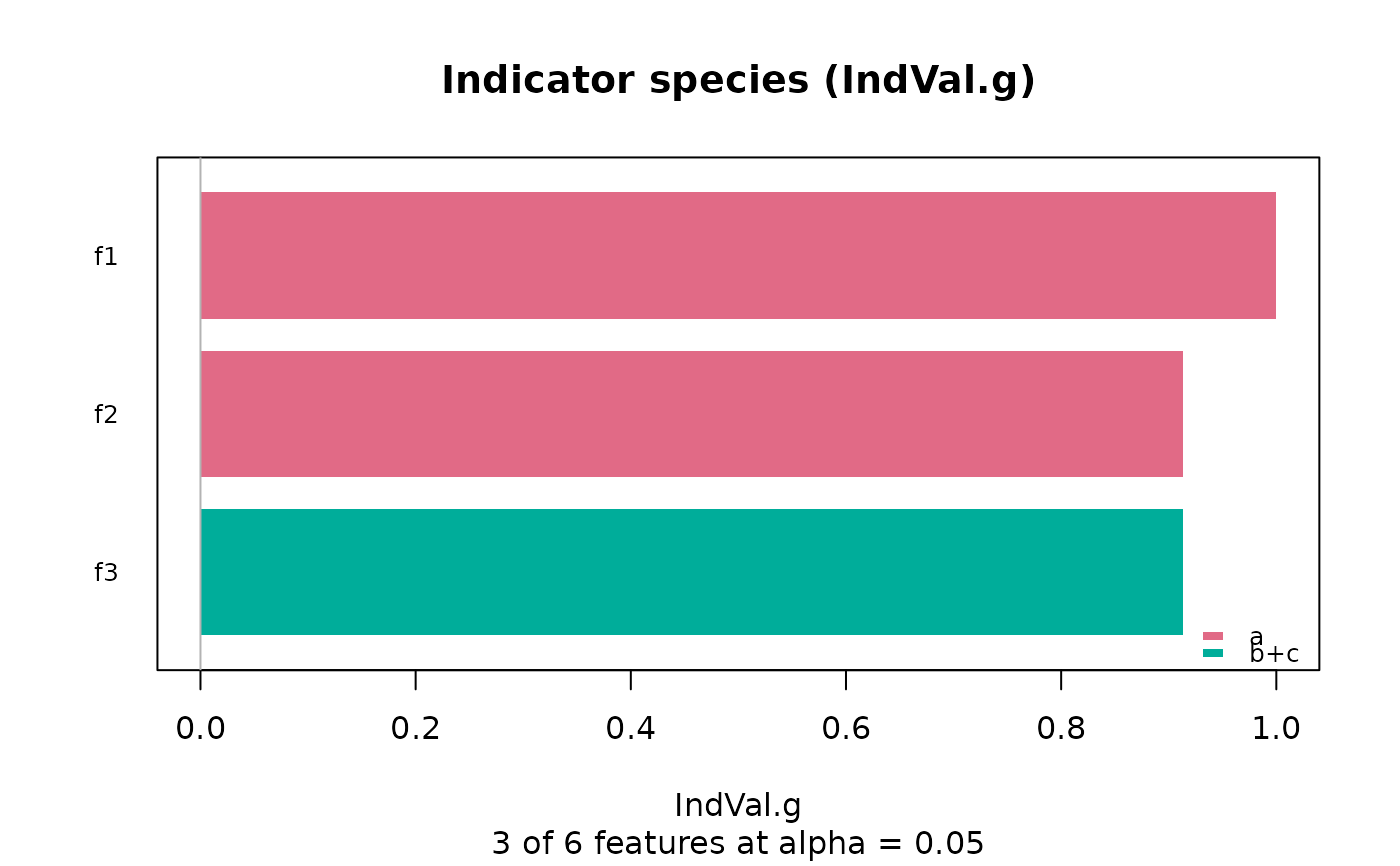 Indicator species (IndVal.g)
f1
f2
f3
a
b+c
0.0 0.2 0.4 0.6 0.8 1.0
IndVal.g
3 of 6 features at alpha = 0.05